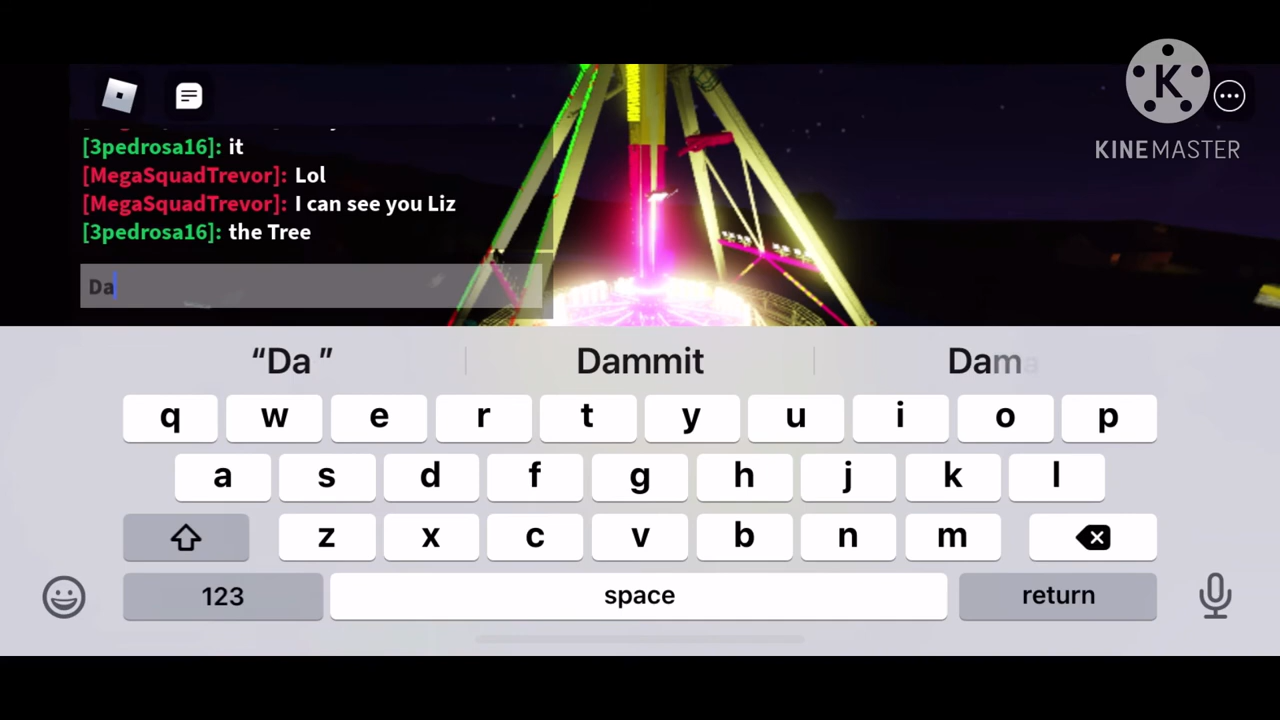 [3pedrosa16]: it
[MegaSquadTrevor]: Lol
[MegaSquadTrevor]: I can see you Liz
[3pedrosa16]: the Tree
Da
K
KINEMASTER
“Da ” Dammit Dama
q w e r t y u i o p
a s d f g h j k l
z x c v b n m
123 space return